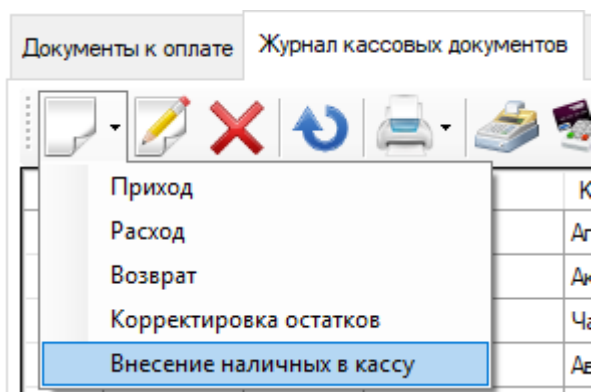 Документы к оплате
Журнал кассовых документов
Приход
Расход
Возврат
Корректировка остатков
Внесение наличных в кассу